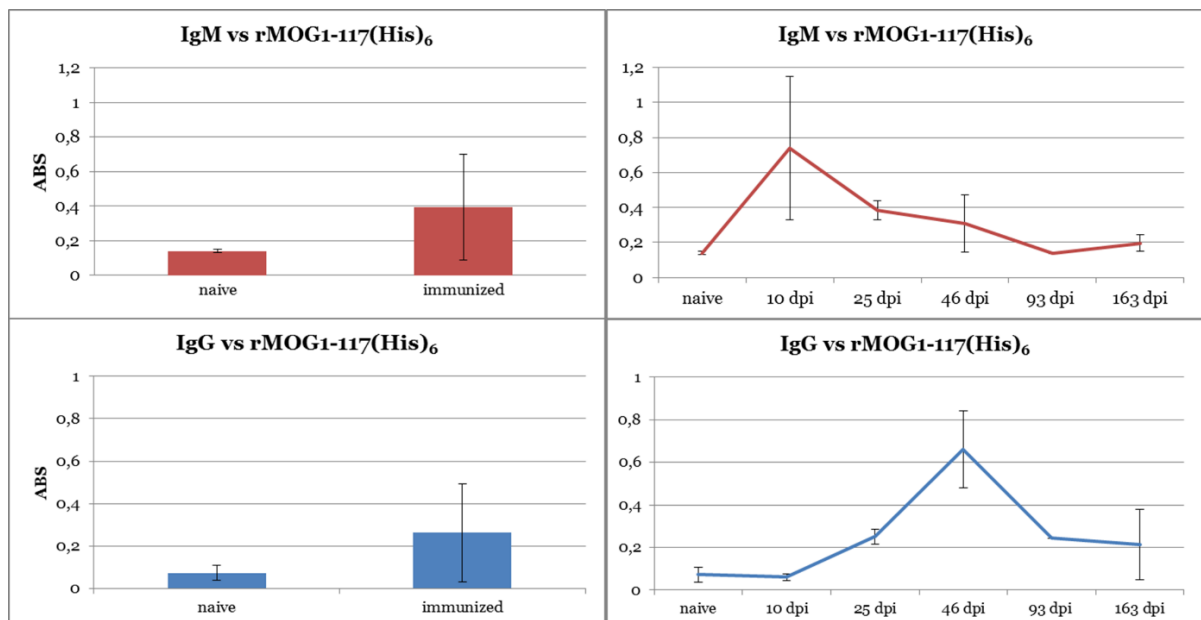 IgM vs rMOG1-117(His)₆
1,2
1
0,8
0,6
0,4
0,2
0
ABS
naive
immunized
IgM vs rMOG1-117(His)₆
1,2
1
0,8
0,6
0,4
0,2
0
naive
10 dpi
25 dpi
46 dpi
93 dpi
163 dpi
IgG vs rMOG1-117(His)₆
1
0,8
0,6
0,4
0,2
0
ABS
naive
immunized
IgG vs rMOG1-117(His)₆
1
0,8
0,6
0,4
0,2
0
naive
10 dpi
25 dpi
46 dpi
93 dpi
163 dpi